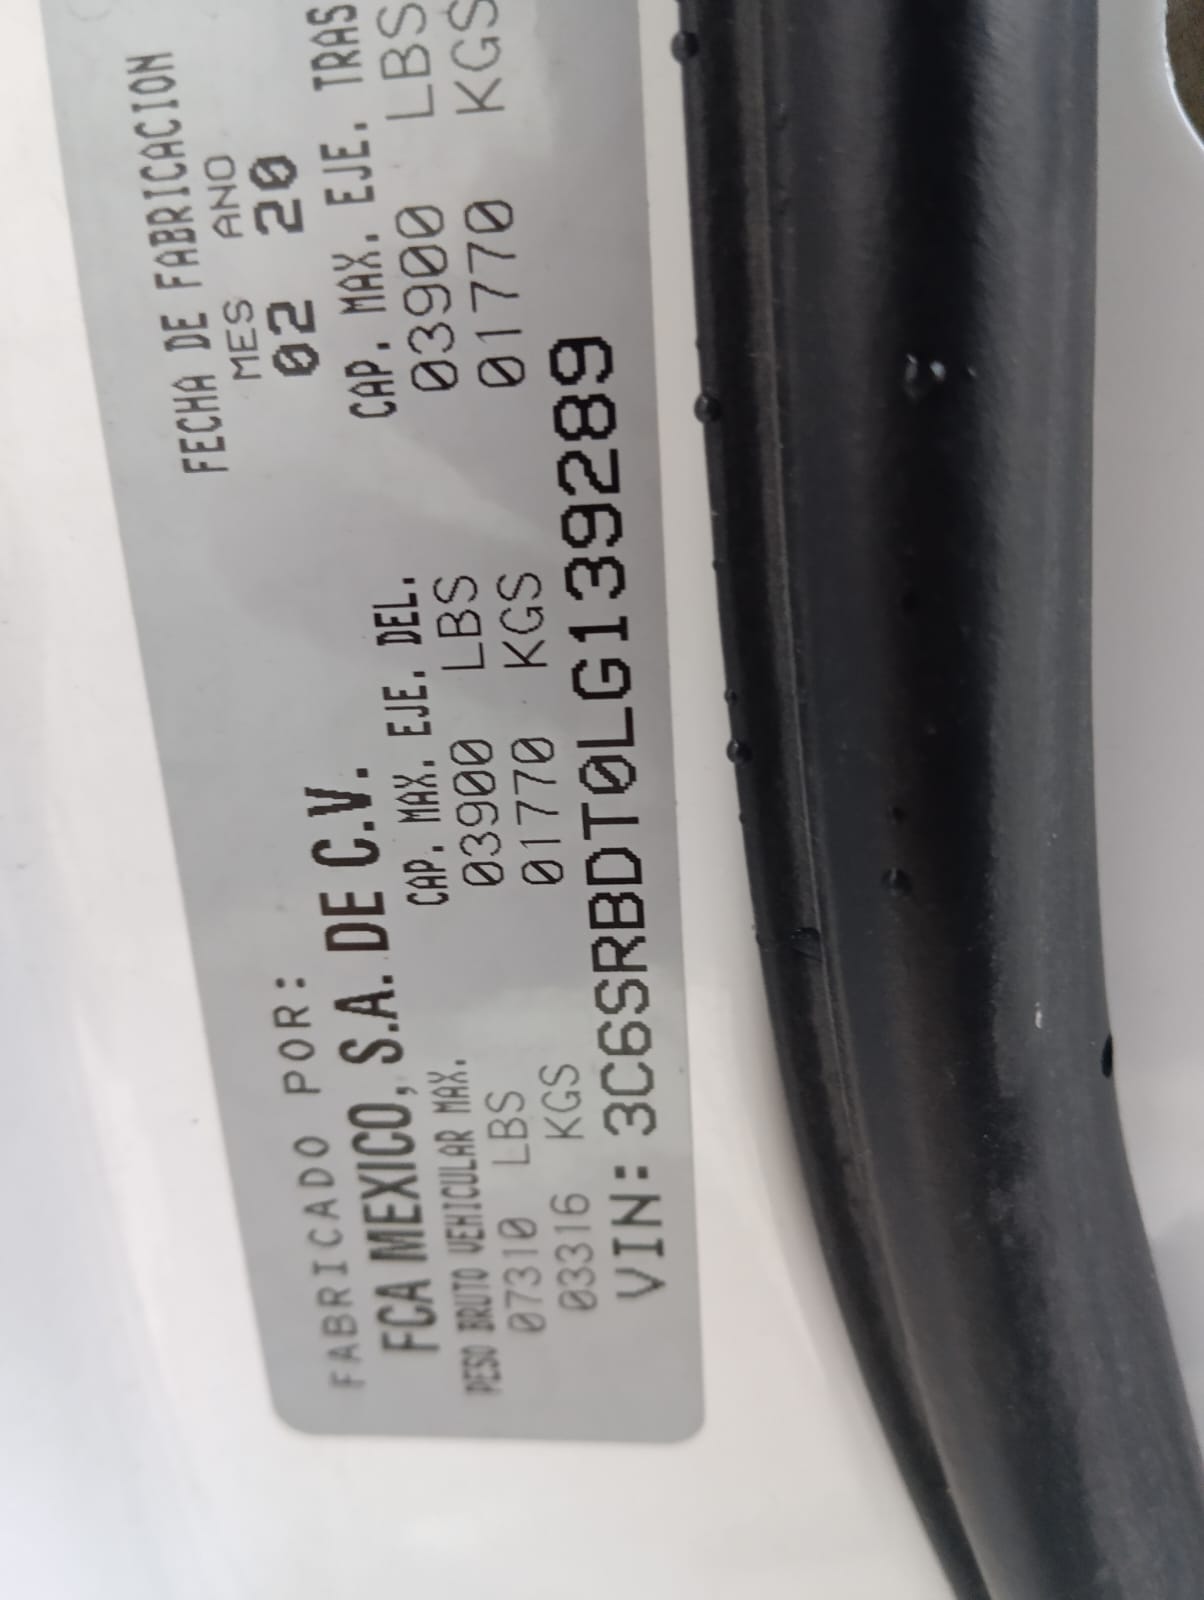 FABRICADO POR:
FCA MEXICO, S.A. DE C.V.
FECHA DE FABRICACION
MES ANO
02 20
PESO BRUTO VEHICULAR MAX.
07310 LBS
03316 KGS
CAP. MAX. EJE. DEL.
03900 LBS
01770 KGS
CAP. MAX. EJE. TRAS
03900 LBS
01770 KGS
VIN: 3C6SRBDT0LG139289